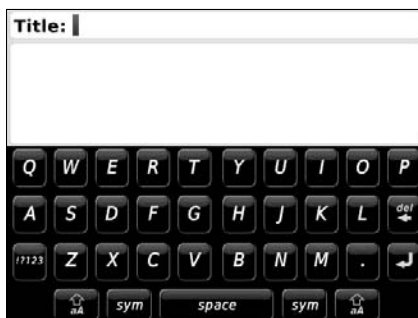 Title:
Q W E R T Y U I O P
A S D F G H J K L del
!?123 Z X C V B N M .
aA sym space sym aA